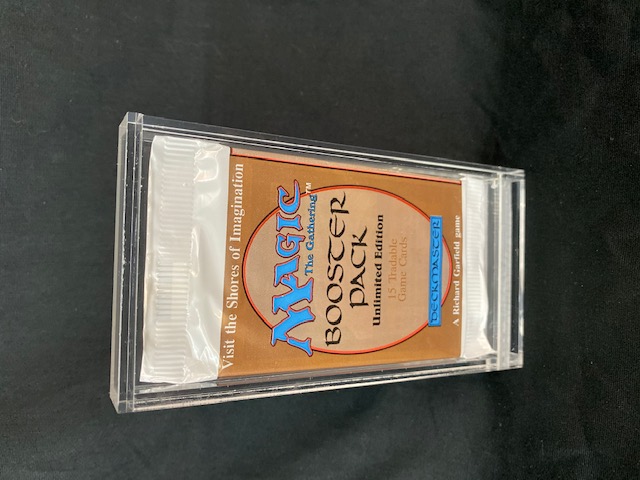 Visit the Shores of Imagination
MAGIC
The Gathering™
BOOSTER
PACK
Unlimited Edition
15 Tradable
Game Cards
DECKMASTER
A Richard Garfield game